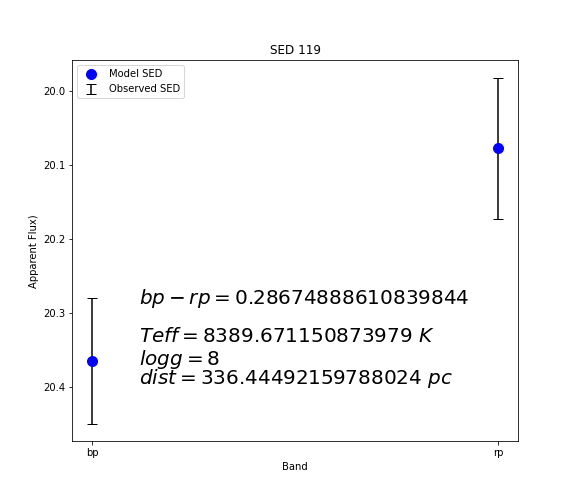 SED 119
Model SED
Observed SED
20.0
20.1
20.2
20.3
20.4
Apparent Flux)
bp − rp = 0.28674888610839844
Teff = 8389.671150873979 K
logg = 8
dist = 336.44492159788024 pc
bp
rp
Band